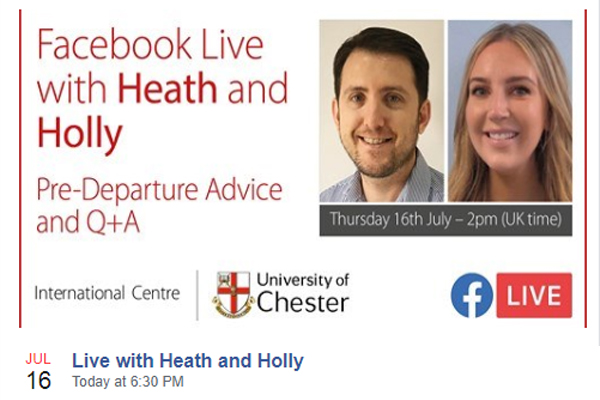 Facebook Live
with Heath and
Holly
Pre-Departure Advice
and Q+A
Thursday 16th July – 2pm (UK time)
International Centre
University of
Chester
f LIVE
JUL
16
Live with Heath and Holly
Today at 6:30 PM